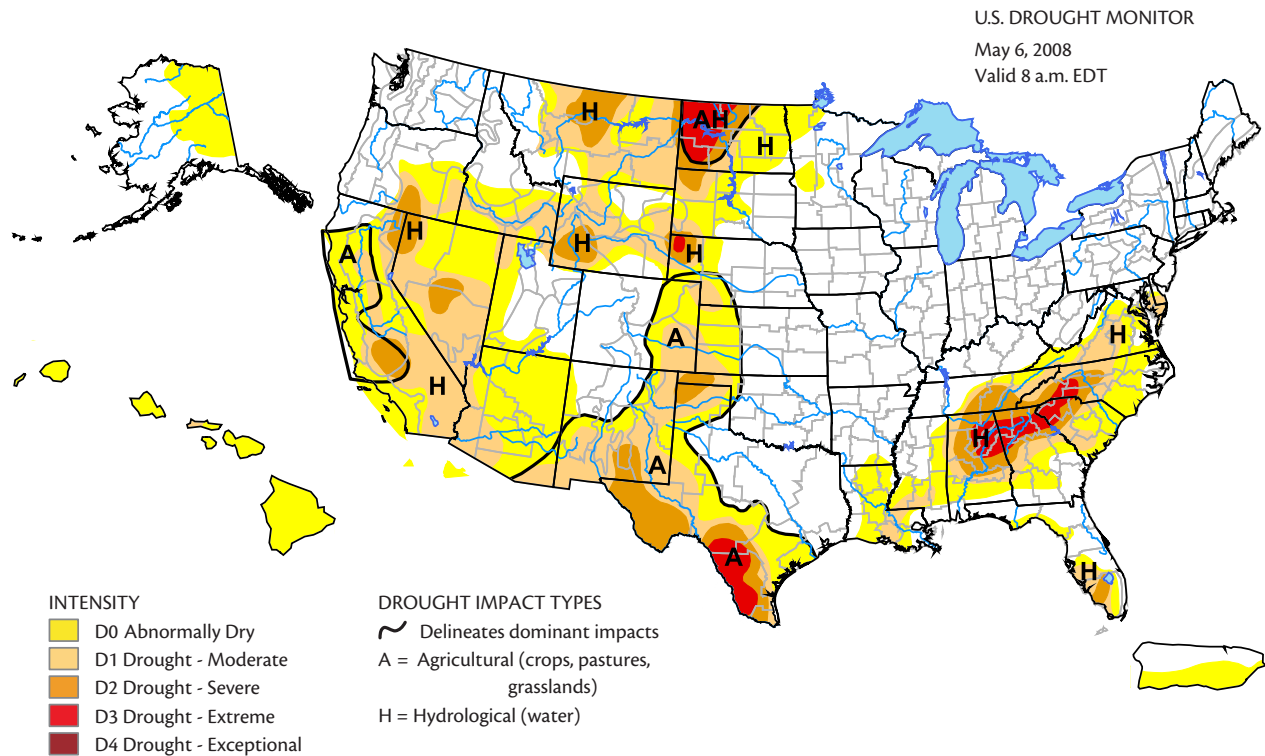 U.S. DROUGHT MONITOR
May 6, 2008
Valid 8 a.m. EDT
H
AH
H
H
A
H
H
A
H
H
H
A
A
H
INTENSITY
D0 Abnormally Dry
D1 Drought - Moderate
D2 Drought - Severe
D3 Drought - Extreme
D4 Drought - Exceptional
DROUGHT IMPACT TYPES
Delineates dominant impacts
A = Agricultural (crops, pastures,
grasslands)
H = Hydrological (water)